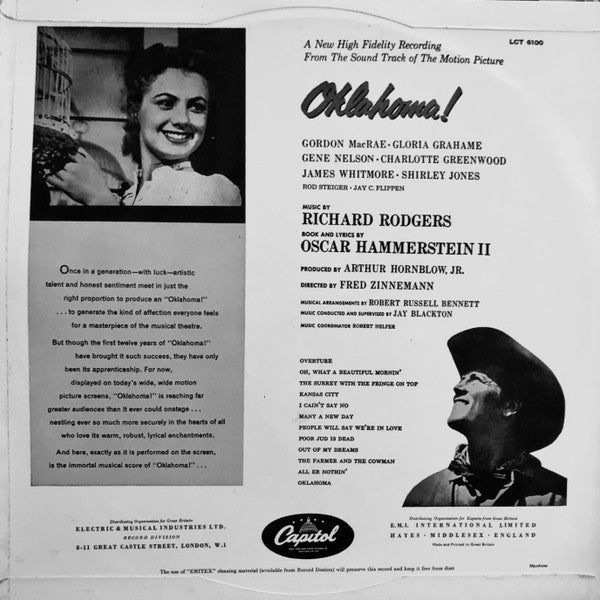 A New High Fidelity Recording
From The Sound Track of The Motion Picture
LCT 6100
Oklahoma!
GORDON MacRAE • GLORIA GRAHAME
GENE NELSON • CHARLOTTE GREENWOOD
JAMES WHITMORE • SHIRLEY JONES
ROD STEIGER • JAY C. FLIPPEN
MUSIC BY
RICHARD RODGERS
BOOK AND LYRICS BY
OSCAR HAMMERSTEIN II
PRODUCED BY ARTHUR HORNBLOW, JR.
DIRECTED BY FRED ZINNEMANN
MUSICAL ARRANGEMENTS BY ROBERT RUSSELL BENNETT
MUSIC CONDUCTED AND SUPERVISED BY JAY BLACKTON
MUSIC COORDINATOR ROBERT HELFER
OVERTURE
OH, WHAT A BEAUTIFUL MORNIN'
THE SURREY WITH THE FRINGE ON TOP
KANSAS CITY
I CAIN'T SAY NO
MANY A NEW DAY
PEOPLE WILL SAY WE'RE IN LOVE
POOR JUD IS DEAD
OUT OF MY DREAMS
THE FARMER AND THE COWMAN
ALL ER NOTHIN'
OKLAHOMA
Once in a generation—with luck—artistic
talent and honest sentiment meet in just the
right proportion to produce an "Oklahoma!"
. . . to generate the kind of affection everyone feels
for a masterpiece of the musical theatre.
But though the first twelve years of "Oklahoma!"
have brought it such success, they have only
been its apprenticeship. For now,
displayed on today's wide, wide motion
picture screens, "Oklahoma!" is reaching far
greater audiences than it ever could onstage . . .
nestling ever so much more securely in the hearts of all
who love its warm, robust, lyrical enchantments.
And here, exactly as it is performed on the screen,
is the immortal musical score of "Oklahoma!" . . .
Distributing Organisation for Great Britain
ELECTRIC & MUSICAL INDUSTRIES LTD.
RECORD DIVISION
8-11 GREAT CASTLE STREET, LONDON, W.1
Capitol
Distributing Organisation for Exports from Great Britain
E.M.I. INTERNATIONAL LIMITED
HAYES • MIDDLESEX • ENGLAND
Made and Printed in Great Britain
The use of "EMITEX" cleaning material (available from Record Dealers) will preserve this record and keep it free from dust